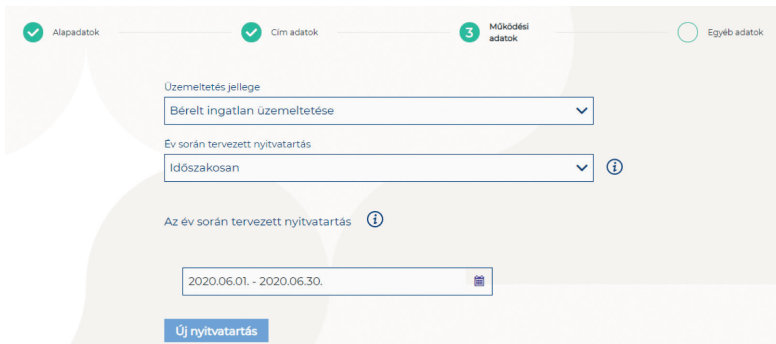 Alapadatok
Cím adatok
3
Működési
adatok
Egyéb adatok
Üzemeltetés jellege
Bérelt ingatlan üzemeltetése
Év során tervezett nyitvatartás
Időszakosan
i
Az év során tervezett nyitvatartás
i
2020.06.01. - 2020.06.30.
Új nyitvatartás